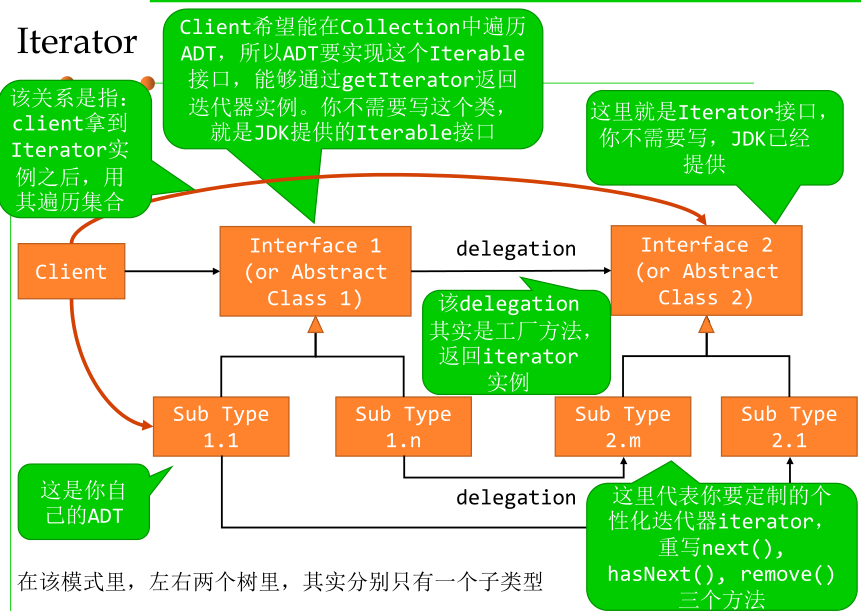 Iterator
Client希望能在Collection中遍历
ADT，所以ADT要实现这个Iterable
接口，能够通过getIterator返回
迭代器实例。你不需要写这个类，
就是JDK提供的Iterable接口
该关系是指：
client拿到
Iterator实
例之后，用
其遍历集合
这里就是Iterator接口，
你不需要写，JDK已经
提供
Client
Interface 1
(or Abstract
Class 1)
delegation
Interface 2
(or Abstract
Class 2)
该delegation
其实是工厂方法，
返回iterator
实例
Sub Type
1.1
Sub Type
1.n
Sub Type
2.m
Sub Type
2.1
这是你自
己的ADT
delegation
这里代表你要定制的个
性化迭代器iterator，
重写next(),
hasNext(), remove()
三个方法
在该模式里，左右两个树里，其实分别只有一个子类型